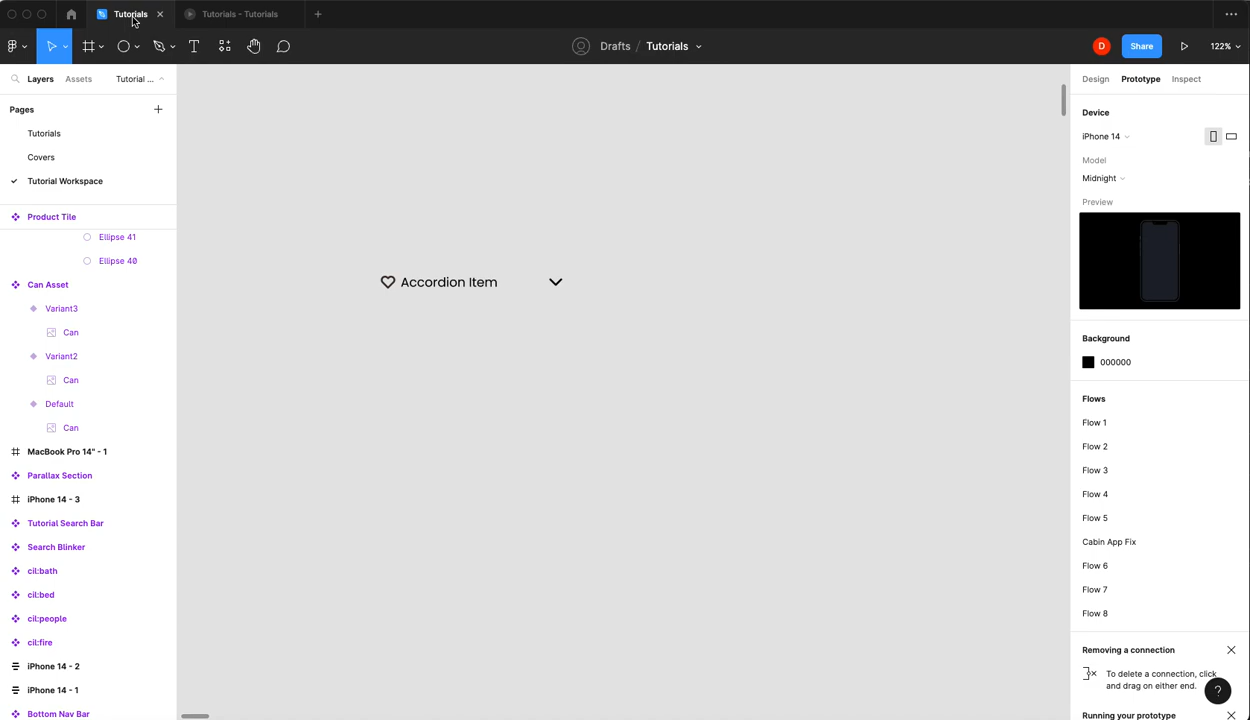 Tutorials
Tutorials - Tutorials
Drafts / Tutorials
D
Share
122%
Layers
Assets
Tutorial ...
Design
Prototype
Inspect
Pages
Tutorials
Covers
Tutorial Workspace
Product Tile
Ellipse 41
Ellipse 40
Can Asset
Variant3
Can
Variant2
Can
Default
Can
MacBook Pro 14" - 1
Parallax Section
iPhone 14 - 3
Tutorial Search Bar
Search Blinker
cil:bath
cil:bed
cil:people
cil:fire
iPhone 14 - 2
iPhone 14 - 1
Bottom Nav Bar
Accordion Item
Device
iPhone 14
Model
Midnight
Preview
Background
000000
Flows
Flow 1
Flow 2
Flow 3
Flow 4
Flow 5
Cabin App Fix
Flow 6
Flow 7
Flow 8
Removing a connection
To delete a connection, click
and drag on either end.
?
Running your prototype